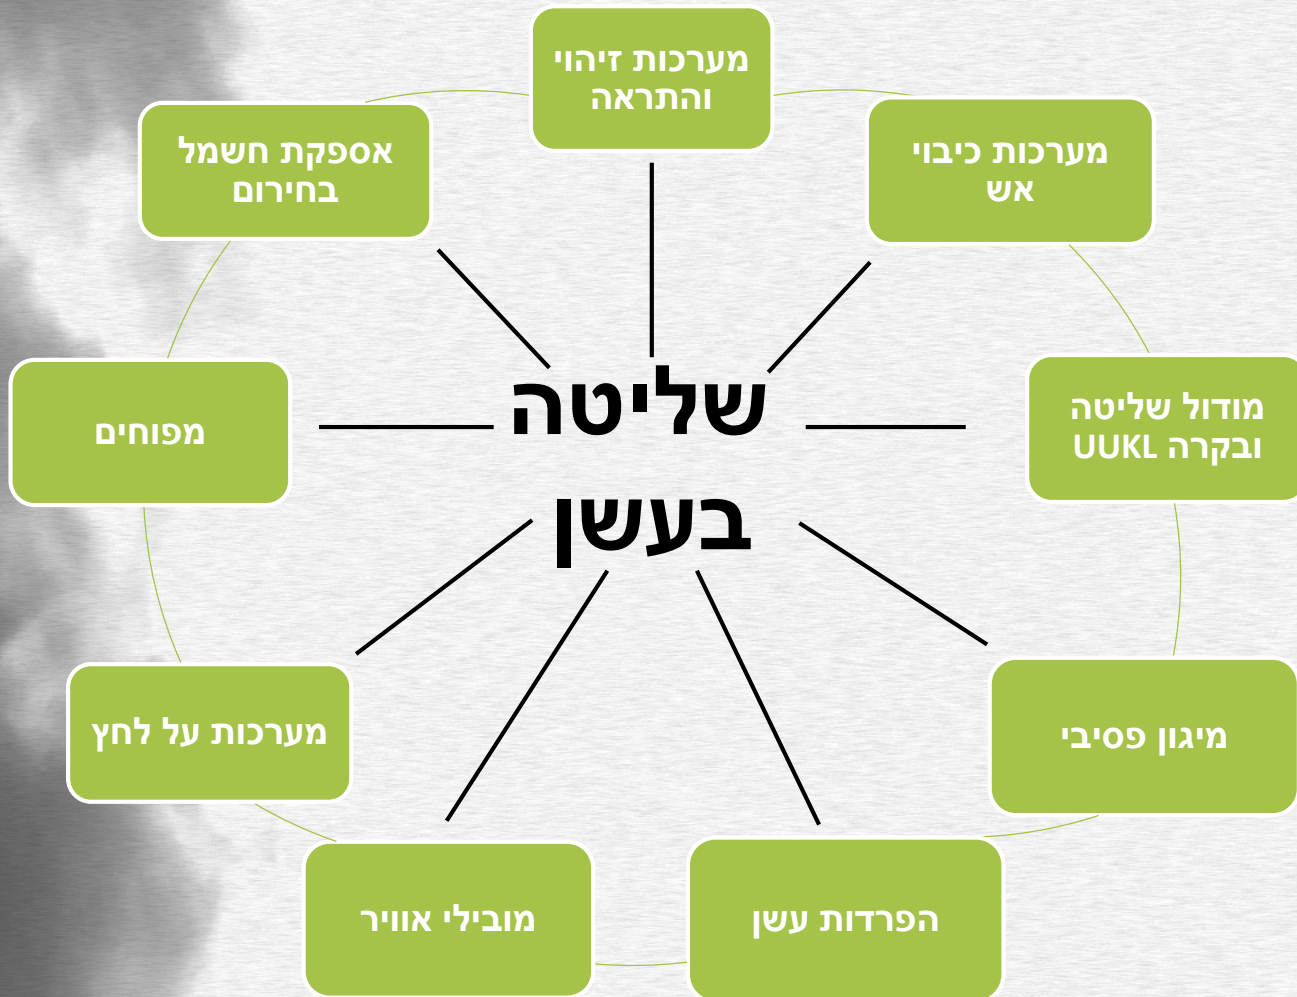 מערכות זיהוי
והתראה
מערכות כיבוי
אש
מודול שליטה
ובקרה UUKL
מיגון פסיבי
הפרדות עשן
מובילי אוויר
מערכות על לחץ
מפוחים
אספקת חשמל
בחירום
שליטה
בעשן